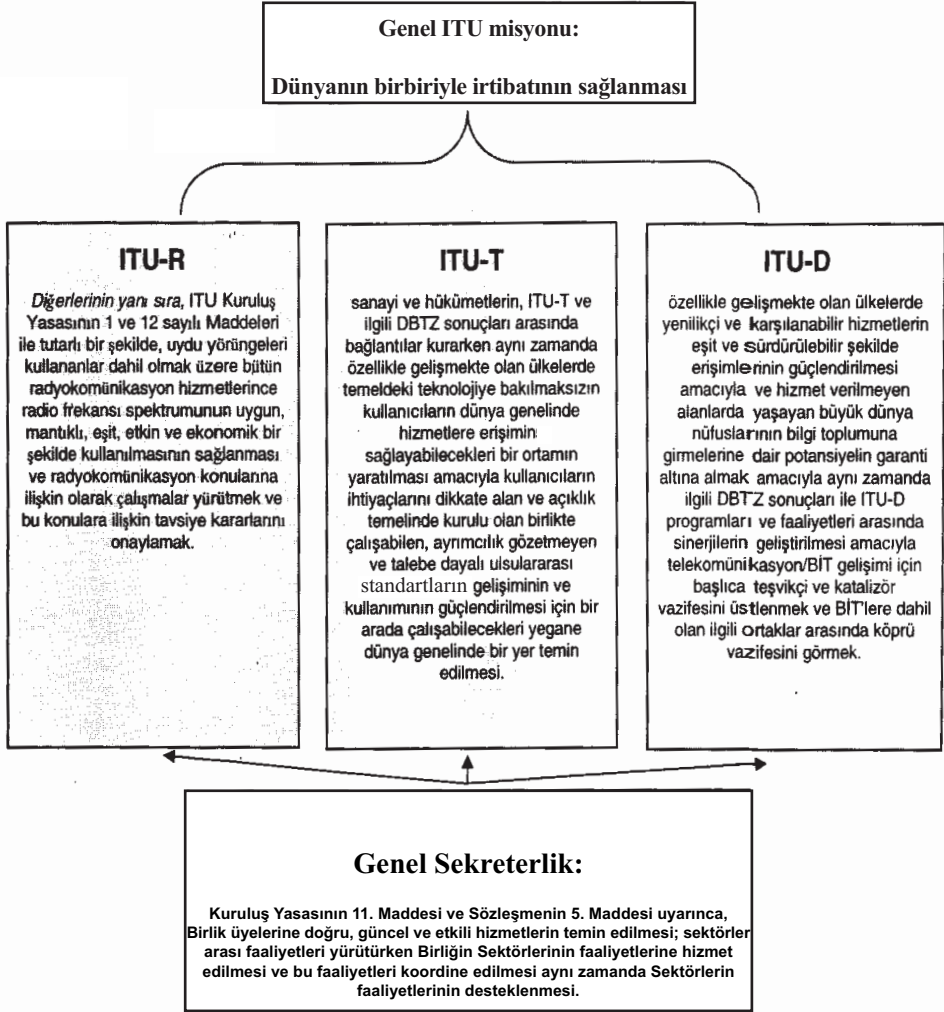 Genel ITU misyonu:
Dünyanın birbiriyle irtibatının sağlanması
ITU-R
Diğerlerinin yanı sıra, ITU Kuruluş
Yasasının 1 ve 12 sayılı Maddeleri
ile tutarlı bir şekilde, uydu yörüngeleri
kullananlar dahil olmak üzere bütün
radyokomünikasyon hizmetlerince
radio frekansı spektrumunun uygun,
mantıklı, eşit, etkin ve ekonomik bir
şekilde kullanılmasının sağlanması
ve radyokomünikasyon konularına
ilişkin olarak çalışmalar yürütmek ve
bu konulara ilişkin tavsiye kararlarını
onaylamak.
ITU-T
sanayi ve hükümetlerin, ITU-T ve
ilgili DBTZ sonuçları arasında
bağlantılar kurarken aynı zamanda
özellikle gelişmekte olan ülkelerde
temeldeki teknolojiye bakılmaksızın
kullanıcıların dünya genelinde
hizmetlere erişimin
sağlayabilecekleri bir ortamın
yaratılması amacıyla kullanıcıların
ihtiyaçlarını dikkate alan ve açıklık
temelinde kurulu olan birlikte
çalışabilen, ayrımcılık gözetmeyen
ve talebe dayalı ulsulararası
standartların gelişiminin ve
kullanımının güçlendirilmesi için bir
arada çalışabilecekleri yegane
dünya genelinde bir yer temin
edilmesi.
ITU-D
özellikle gelişmekte olan ülkelerde
yenilikçi ve karşılanabilir hizmetlerin
eşit ve sürdürülebilir şekilde
erişimlerinin güçlendirilmesi
amacıyla ve hizmet verilmeyen
alanlarda yaşayan büyük dünya
nüfuslarının bilgi toplumuna
girmelerine dair potansiyelin garanti
altına almak amacıyla aynı zamanda
ilgili DBTZ sonuçları ile ITU-D
programları ve faaliyetleri arasında
sinerjilerin geliştirilmesi amacıyla
telekomünikasyon/BİT gelişimi için
başlıca teşvikçi ve katalizör
vazifesini üstlenmek ve BİT'lere dahil
olan ilgili ortaklar arasında köprü
vazifesini görmek.
Genel Sekreterlik:
Kuruluş Yasasının 11. Maddesi ve Sözleşmenin 5. Maddesi uyarınca,
Birlik üyelerine doğru, güncel ve etkili hizmetlerin temin edilmesi; sektörler
arası faaliyetleri yürütürken Birliğin Sektörlerinin faaliyetlerine hizmet
edilmesi ve bu faaliyetleri koordine edilmesi aynı zamanda Sektörlerin
faaliyetlerinin desteklenmesi.